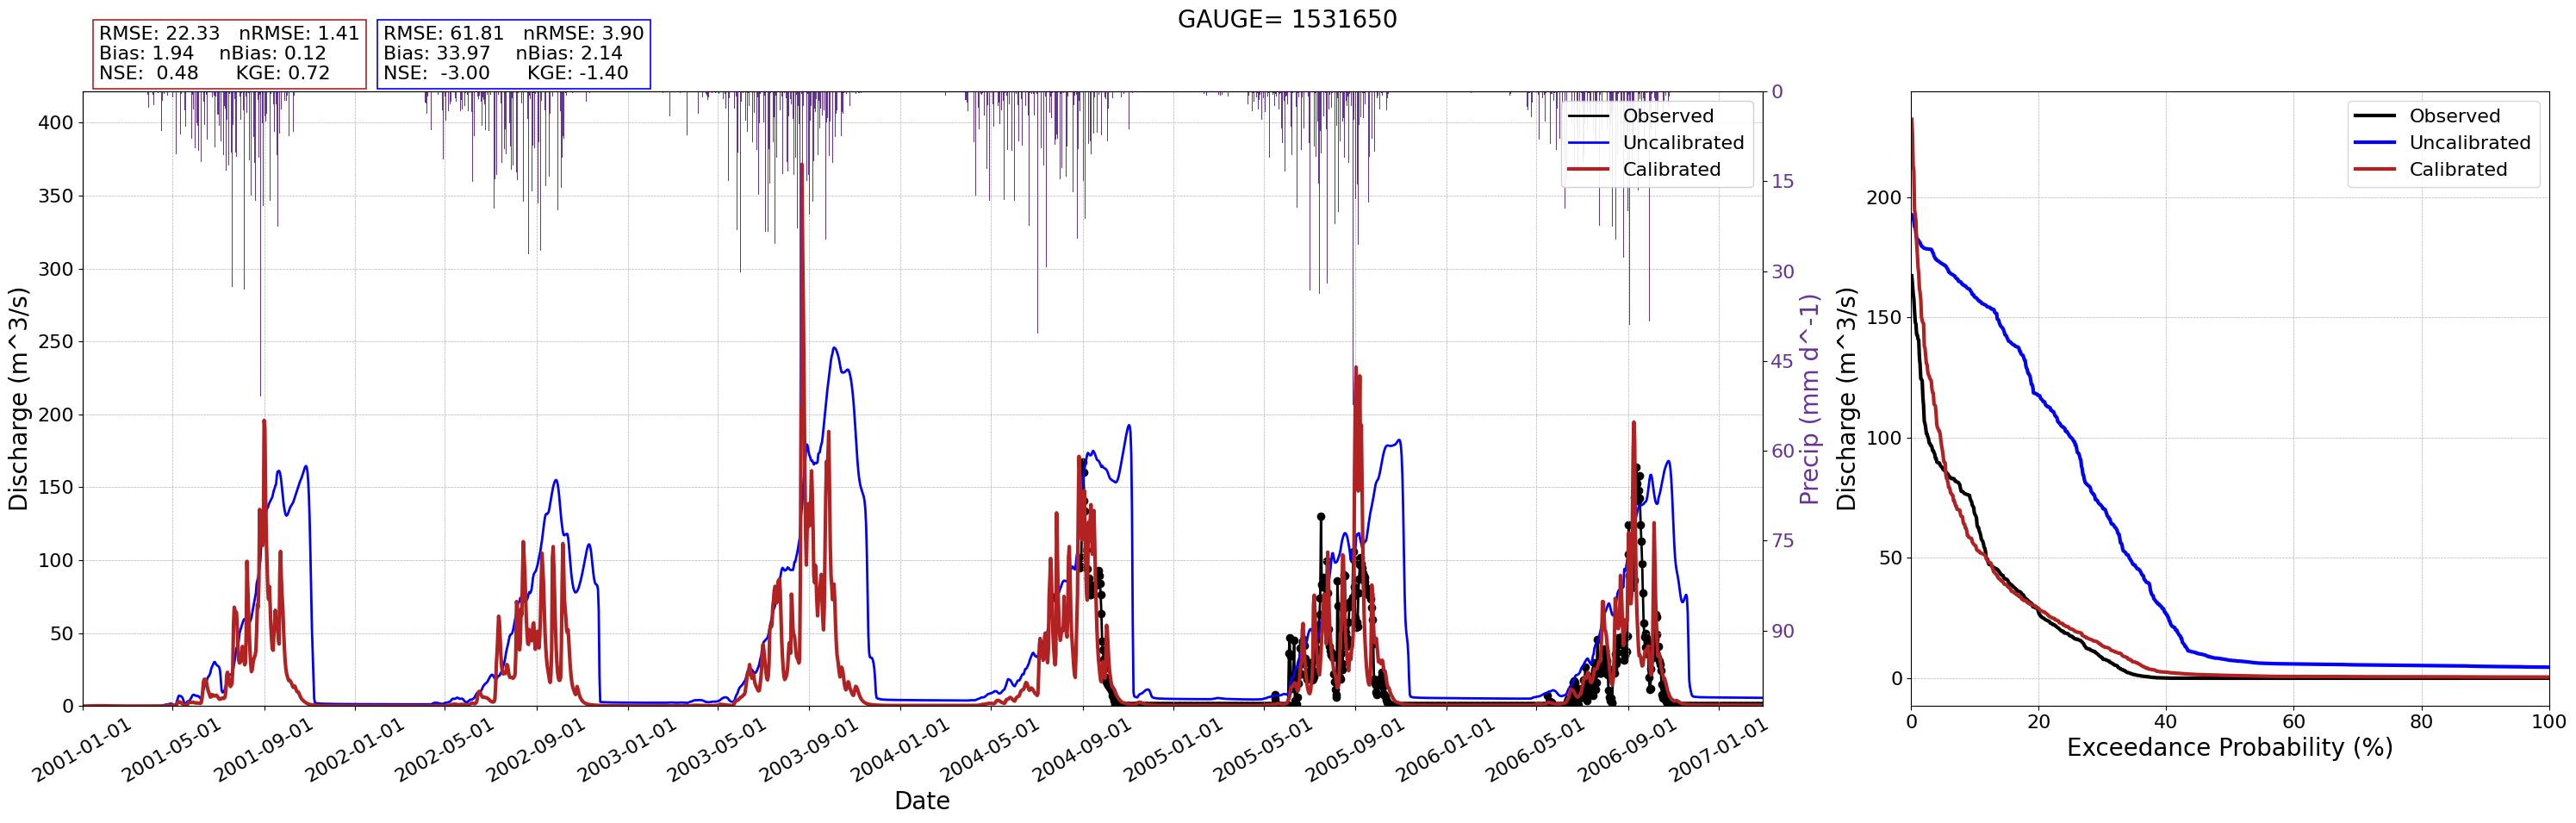 GAUGE= 1531650
RMSE: 22.33 nRMSE: 1.41
Bias: 1.94 nBias: 0.12
NSE: 0.48 KGE: 0.72
RMSE: 61.81 nRMSE: 3.90
Bias: 33.97 nBias: 2.14
NSE: -3.00 KGE: -1.40
Discharge (m^3/s)
400
350
300
250
200
150
100
50
0
Observed
Uncalibrated
Calibrated
0
15
30
45
60
75
90
Precip (mm d^-1)
2001-01-01
2001-05-01
2001-09-01
2002-01-01
2002-05-01
2002-09-01
2003-01-01
2003-05-01
2003-09-01
2004-01-01
2004-05-01
2004-09-01
2005-01-01
2005-05-01
2005-09-01
2006-01-01
2006-05-01
2006-09-01
2007-01-01
Date
Discharge (m^3/s)
200
150
100
50
0
Observed
Uncalibrated
Calibrated
0
20
40
60
80
100
Exceedance Probability (%)